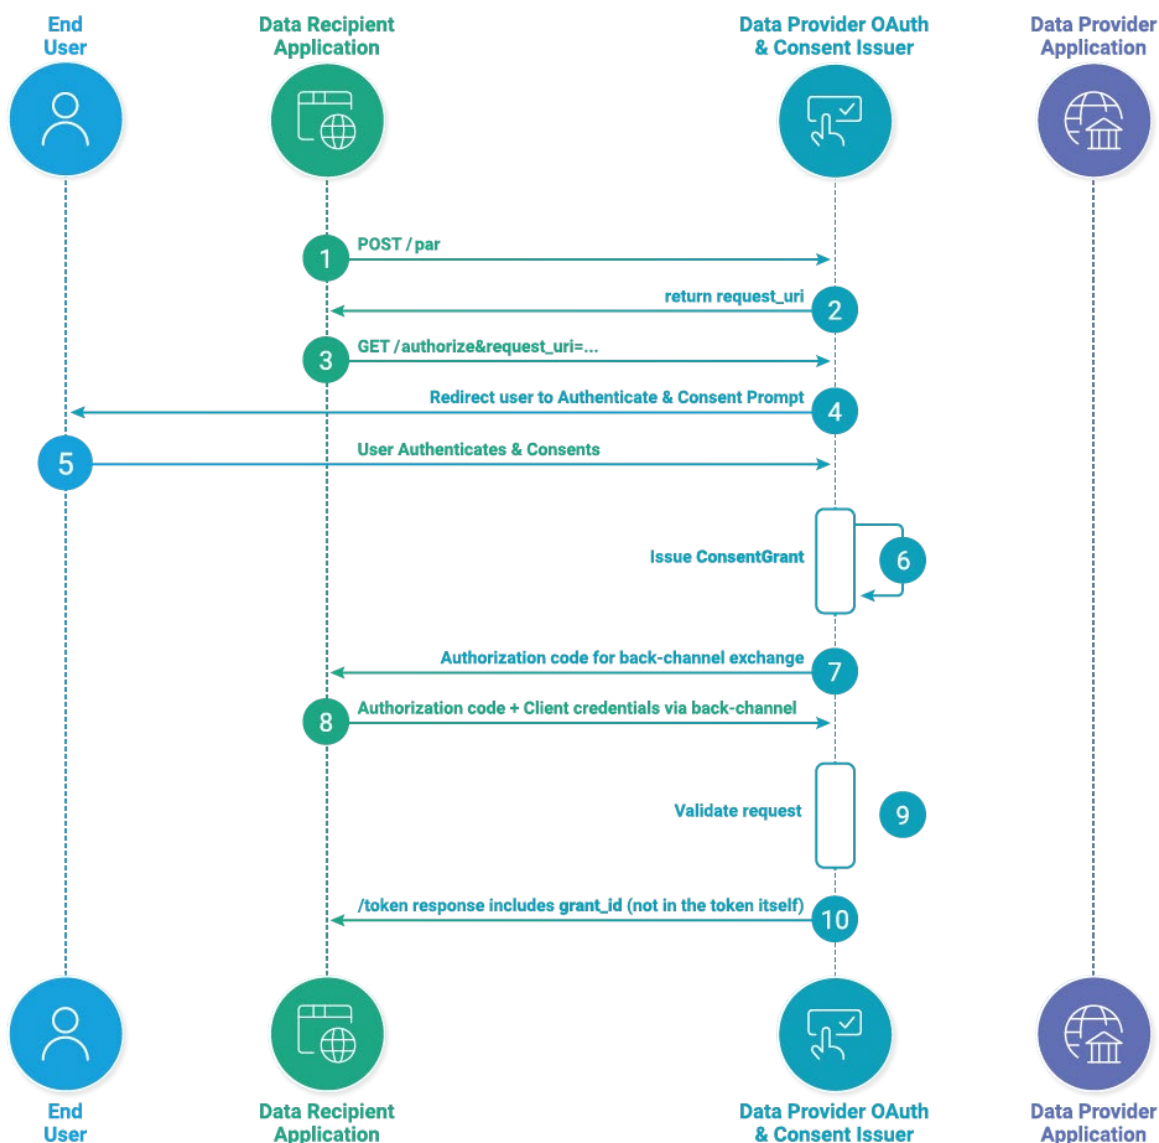 End
User
Data Recipient
Application
Data Provider OAuth
& Consent Issuer
Data Provider
Application
1
POST /par
return request_uri
2
3
GET /authorize&request_uri=...
Redirect user to Authenticate & Consent Prompt
4
5
User Authenticates & Consents
Issue ConsentGrant
6
Authorization code for back-channel exchange
7
8
Authorization code + Client credentials via back-channel
Validate request
9
/token response includes grant_id (not in the token itself)
10
End
User
Data Recipient
Application
Data Provider OAuth
& Consent Issuer
Data Provider
Application